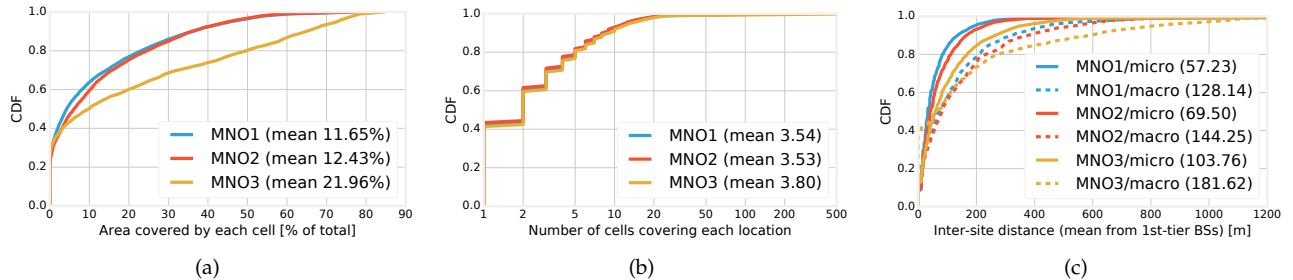 CDF
1.0
0.8
0.6
0.4
0.2
0.0
MNO1 (mean 11.65%)
MNO2 (mean 12.43%)
MNO3 (mean 21.96%)
0 10 20 30 40 50 60 70 80 90
Area covered by each cell [% of total]
(a)
CDF
1.0
0.8
0.6
0.4
0.2
0.0
MNO1 (mean 3.54)
MNO2 (mean 3.53)
MNO3 (mean 3.80)
1 2 5 10 20 50 100 200 500
Number of cells covering each location
(b)
CDF
1.0
0.8
0.6
0.4
0.2
0.0
MNO1/micro (57.23)
MNO1/macro (128.14)
MNO2/micro (69.50)
MNO2/macro (144.25)
MNO3/micro (103.76)
MNO3/macro (181.62)
0 200 400 600 800 1000 1200
Inter-site distance (mean from 1st-tier BSs) [m]
(c)